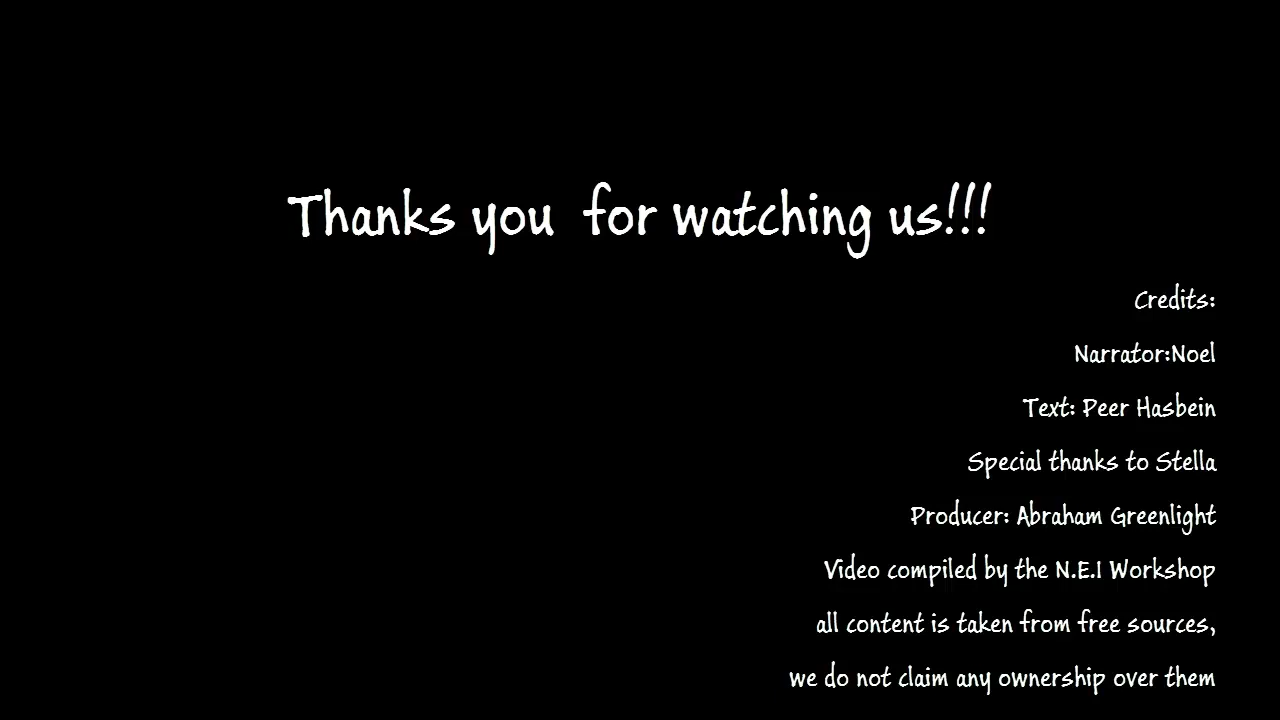 Thanks you for watching us!!!
Credits:
Narrator:Noel
Text: Peer Hasbein
Special thanks to Stella
Producer: Abraham Greenlight
Video compiled by the N.E.I Workshop
all content is taken from free sources,
we do not claim any ownership over them